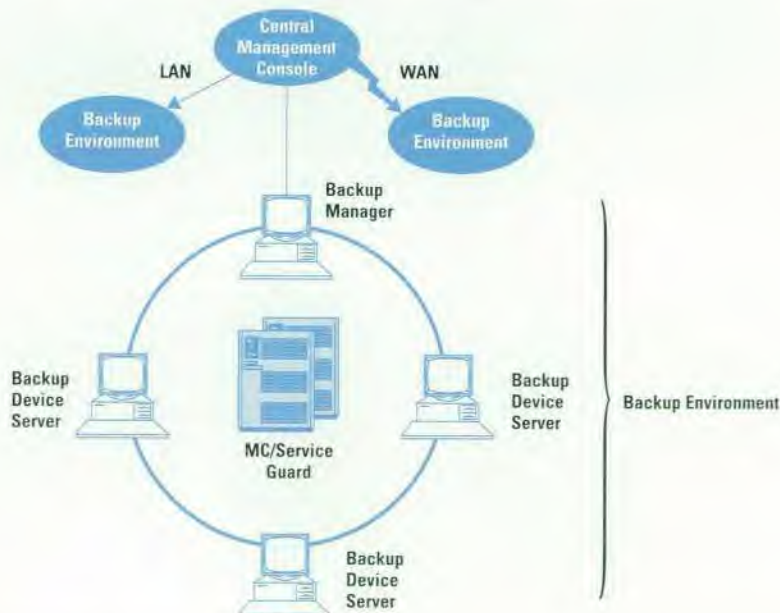 Central
Management
Console
LAN
WAN
Backup
Environment
Backup
Environment
Backup
Manager
Backup
Device
Server
Backup
Device
Server
Backup Environment
MC/Service
Guard
Backup
Device
Server